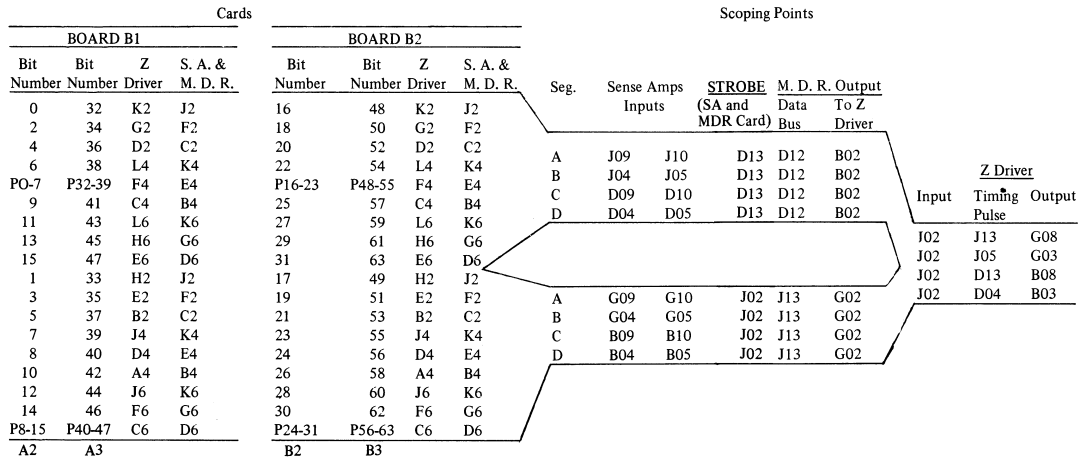 Cards Scoping Points
BOARD B1 BOARD B2
Bit Bit Z S. A. & Bit Bit Z S. A. &
Number Number Driver M. D. R. Number Number Driver M. D. R.
Seg. Sense Amps STROBE M. D. R. Output
Inputs (SA and Data To Z
MDR Card) Bus Driver
0 32 K2 J2 16 48 K2 J2
2 34 G2 F2 18 50 G2 F2
4 36 D2 C2 20 52 D2 C2
6 38 L4 K4 22 54 L4 K4
PO-7 P32-39 F4 E4 P16-23 P48-55 F4 E4
9 41 C4 B4 25 57 C4 B4
11 43 L6 K6 27 59 L6 K6
13 45 H6 G6 29 61 H6 G6
15 47 E6 D6 31 63 E6 D6
1 33 H2 J2 17 49 H2 J2
3 35 E2 F2 19 51 E2 F2
5 37 B2 C2 21 53 B2 C2
7 39 J4 K4 23 55 J4 K4
8 40 D4 E4 24 56 D4 E4
10 42 A4 B4 26 58 A4 B4
12 44 J6 K6 28 60 J6 K6
14 46 F6 G6 30 62 F6 G6
P8-15 P40-47 C6 D6 P24-31 P56-63 C6 D6
A2 A3 B2 B3
A J09 J10 D13 D12 B02
B J04 J05 D13 D12 B02
C D09 D10 D13 D12 B02
D D04 D05 D13 D12 B02
A G09 G10 J02 J13 G02
B G04 G05 J02 J13 G02
C B09 B10 J02 J13 G02
D B04 B05 J02 J13 G02
Z Driver
Input Timing Output
Pulse
J02 J13 G08
J02 J05 G03
J02 D13 B08
J02 D04 B03